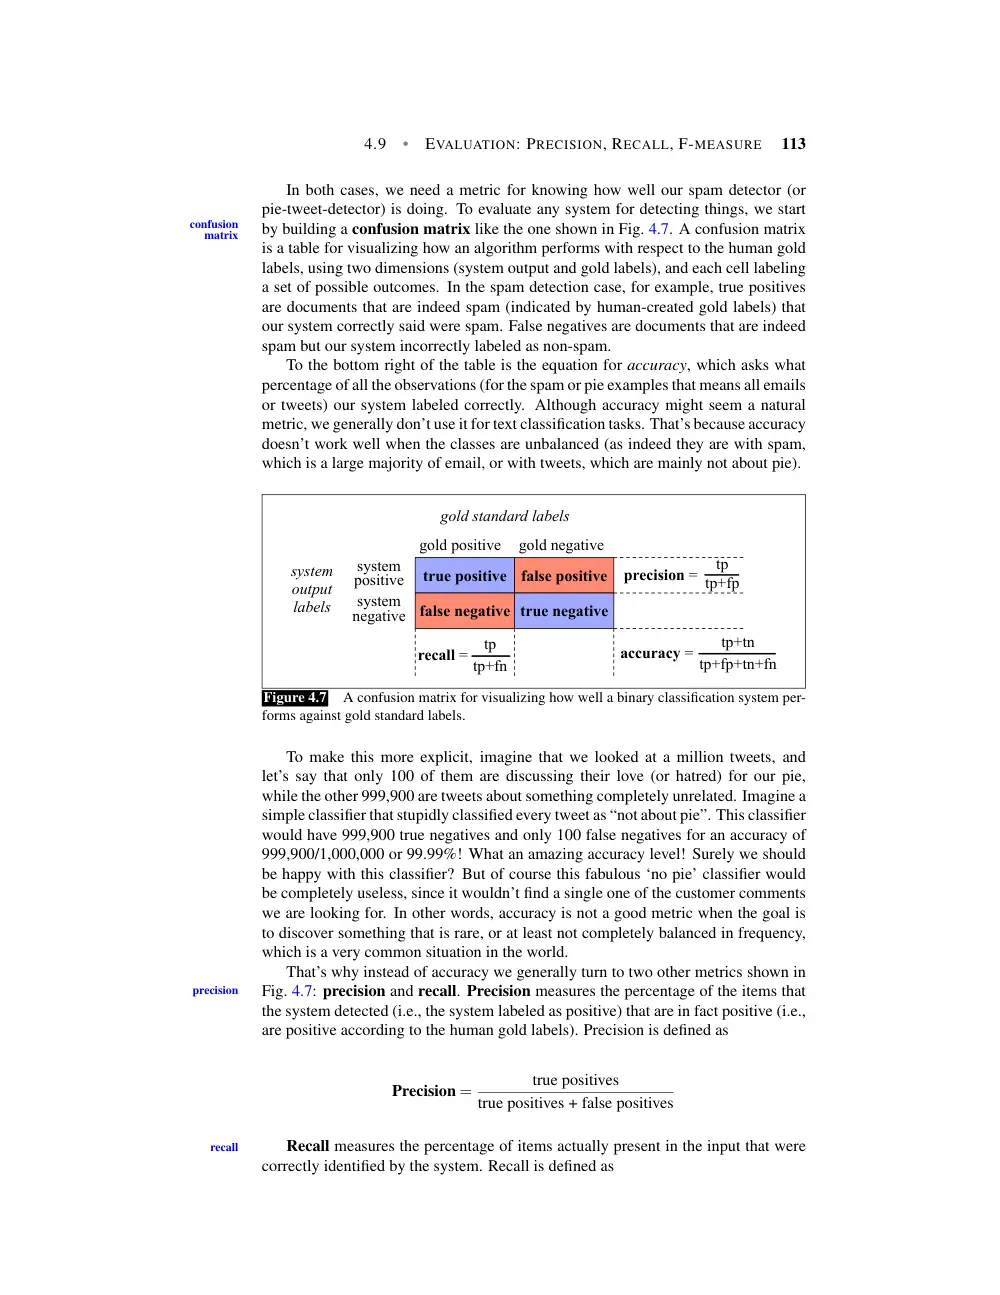 4.9 • EVALUATION: PRECISION, RECALL, F-MEASURE 113
In both cases, we need a metric for knowing how well our spam detector (or
pie-tweet-detector) is doing. To evaluate any system for detecting things, we start
confusion
matrix
by building a confusion matrix like the one shown in Fig. 4.7. A confusion matrix
is a table for visualizing how an algorithm performs with respect to the human gold
labels, using two dimensions (system output and gold labels), and each cell labeling
a set of possible outcomes. In the spam detection case, for example, true positives
are documents that are indeed spam (indicated by human-created gold labels) that
our system correctly said were spam. False negatives are documents that are indeed
spam but our system incorrectly labeled as non-spam.
To the bottom right of the table is the equation for accuracy, which asks what
percentage of all the observations (for the spam or pie examples that means all emails
or tweets) our system labeled correctly. Although accuracy might seem a natural
metric, we generally don't use it for text classification tasks. That's because accuracy
doesn't work well when the classes are unbalanced (as indeed they are with spam,
which is a large majority of email, or with tweets, which are mainly not about pie).
gold standard labels
gold positive gold negative
system
output
labels
system
positive
true positive false positive precision = tp
tp+fp
system
negative
false negative true negative
recall = tp
tp+fn
accuracy = tp+tn
tp+fp+tn+fn
Figure 4.7 A confusion matrix for visualizing how well a binary classification system per-
forms against gold standard labels.
To make this more explicit, imagine that we looked at a million tweets, and
let's say that only 100 of them are discussing their love (or hatred) for our pie,
while the other 999,900 are tweets about something completely unrelated. Imagine a
simple classifier that stupidly classified every tweet as “not about pie”. This classifier
would have 999,900 true negatives and only 100 false negatives for an accuracy of
999,900/1,000,000 or 99.99%! What an amazing accuracy level! Surely we should
be happy with this classifier? But of course this fabulous ‘no pie’ classifier would
be completely useless, since it wouldn't find a single one of the customer comments
we are looking for. In other words, accuracy is not a good metric when the goal is
to discover something that is rare, or at least not completely balanced in frequency,
which is a very common situation in the world.
That's why instead of accuracy we generally turn to two other metrics shown in
precision
Fig. 4.7: precision and recall. Precision measures the percentage of the items that
the system detected (i.e., the system labeled as positive) that are in fact positive (i.e.,
are positive according to the human gold labels). Precision is defined as
Precision = true positives
true positives + false positives
recall
Recall measures the percentage of items actually present in the input that were
correctly identified by the system. Recall is defined as